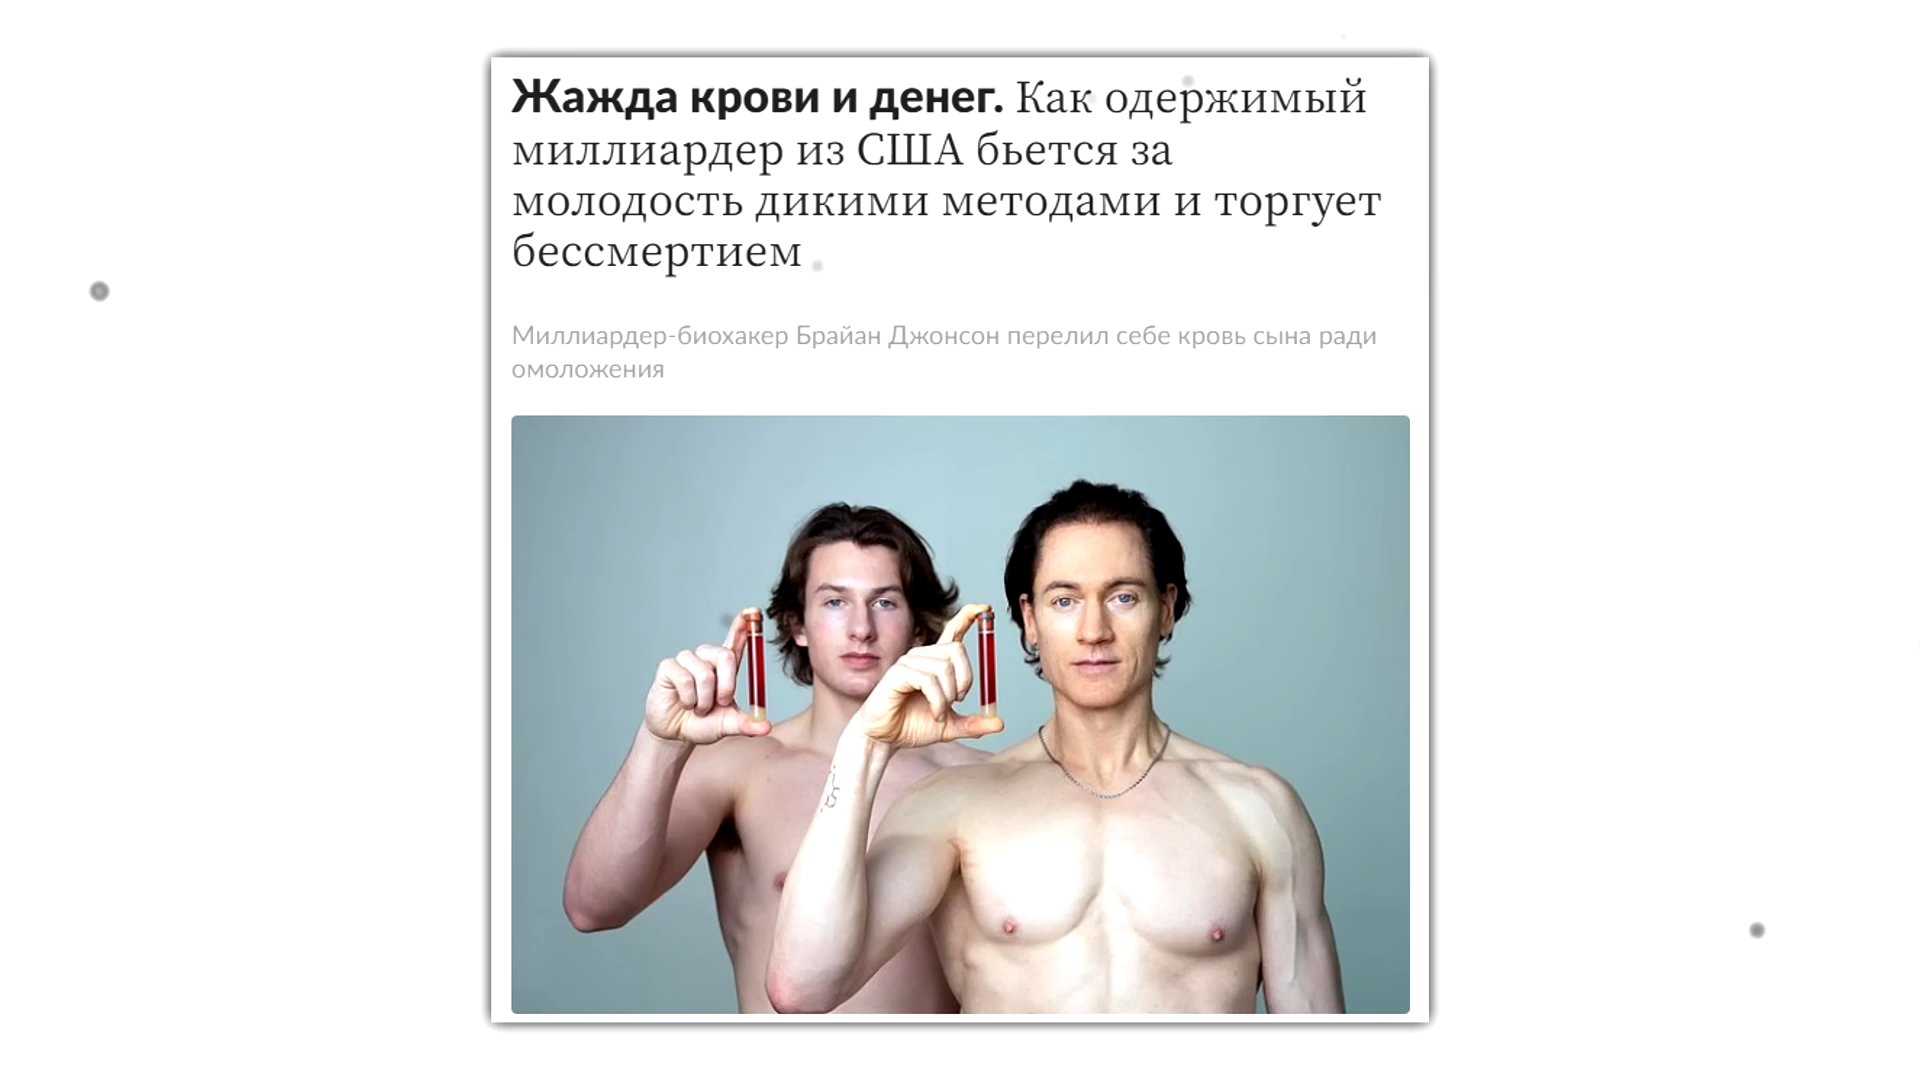 Жажда крови и денег. Как одержимый
миллиардер из США бьется за
молодость дикими методами и торгует
бессмертием
Миллиардер-биохакер Брайан Джонсон перелил себе кровь сына ради
омоложения